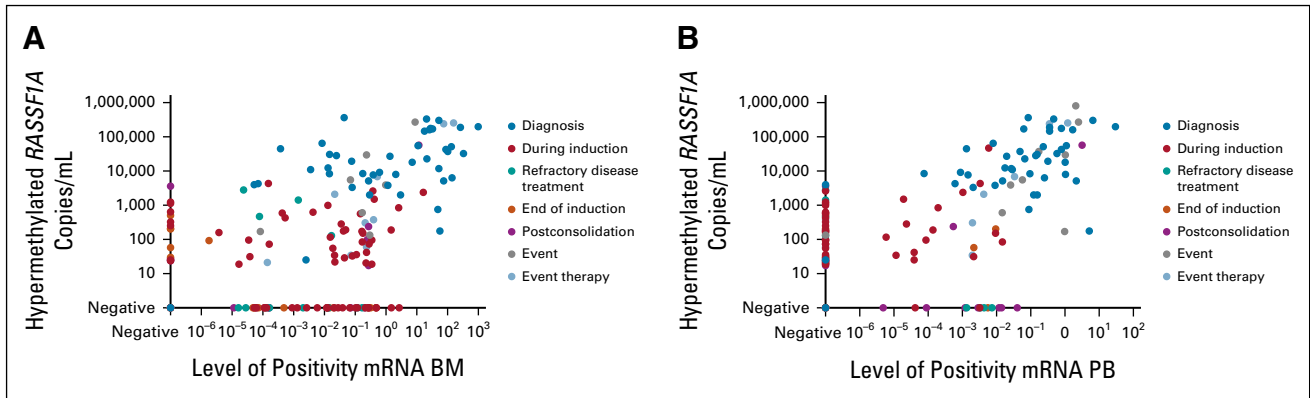 A
Hypermethylated RASSF1A
Copies/mL
1,000,000
100,000
10,000
1,000
100
10
Negative
Negative 10⁻⁶ 10⁻⁵ 10⁻⁴ 10⁻³ 10⁻² 10⁻¹ 10⁰ 10¹ 10² 10³
Level of Positivity mRNA BM
Diagnosis
During induction
Refractory disease
treatment
End of induction
Postconsolidation
Event
Event therapy
B
Hypermethylated RASSF1A
Copies/mL
1,000,000
100,000
10,000
1,000
100
10
Negative
Negative 10⁻⁶ 10⁻⁵ 10⁻⁴ 10⁻³ 10⁻² 10⁻¹ 0 10¹ 10²
Level of Positivity mRNA PB
Diagnosis
During induction
Refractory disease
treatment
End of induction
Postconsolidation
Event
Event therapy